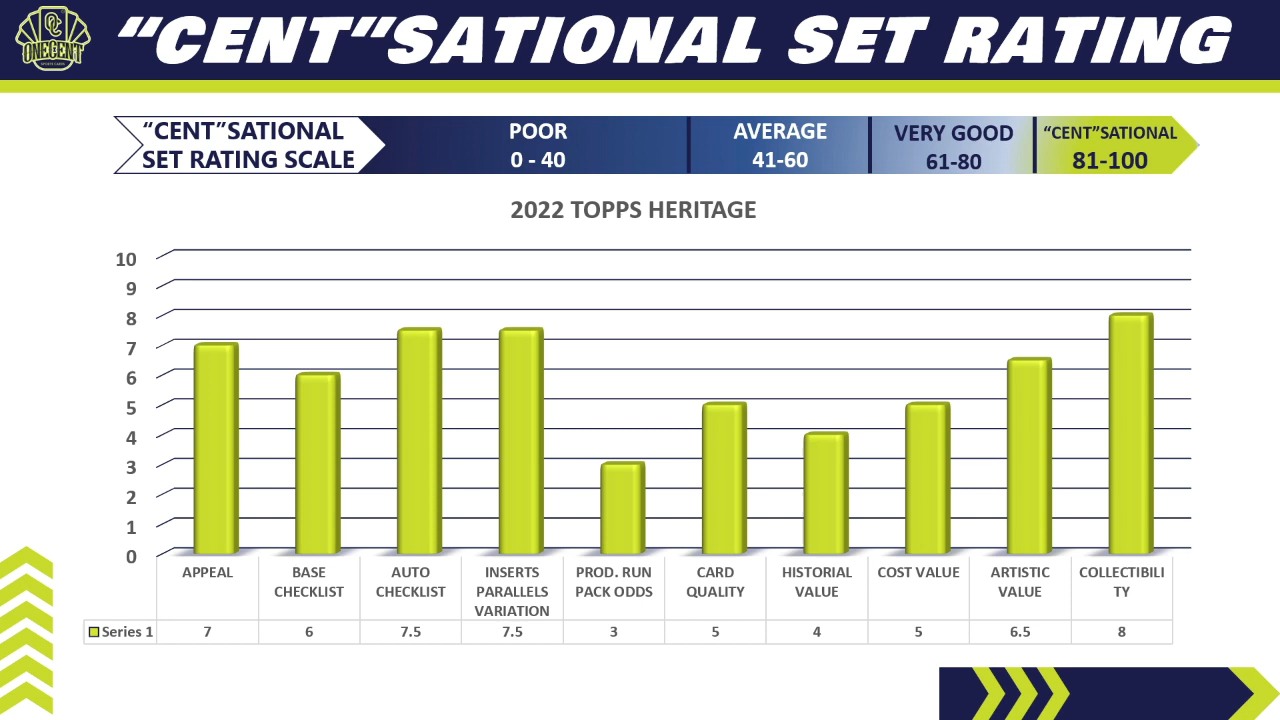 ONECENT
SPORTS CARDS
“CENT”SATIONAL SET RATING
“CENT”SATIONAL
SET RATING SCALE
POOR
0 - 40
AVERAGE
41-60
VERY GOOD
61-80
“CENT”SATIONAL
81-100
2022 TOPPS HERITAGE
10
9
8
7
6
5
4
3
2
1
0
APPEAL
BASE
CHECKLIST
AUTO
CHECKLIST
INSERTS
PARALLELS
VARIATION
PROD. RUN
PACK ODDS
CARD
QUALITY
HISTORIAL
VALUE
COST VALUE
ARTISTIC
VALUE
COLLECTIBILI
TY
Series 1 7 6 7.5 7.5 3 5 4 5 6.5 8